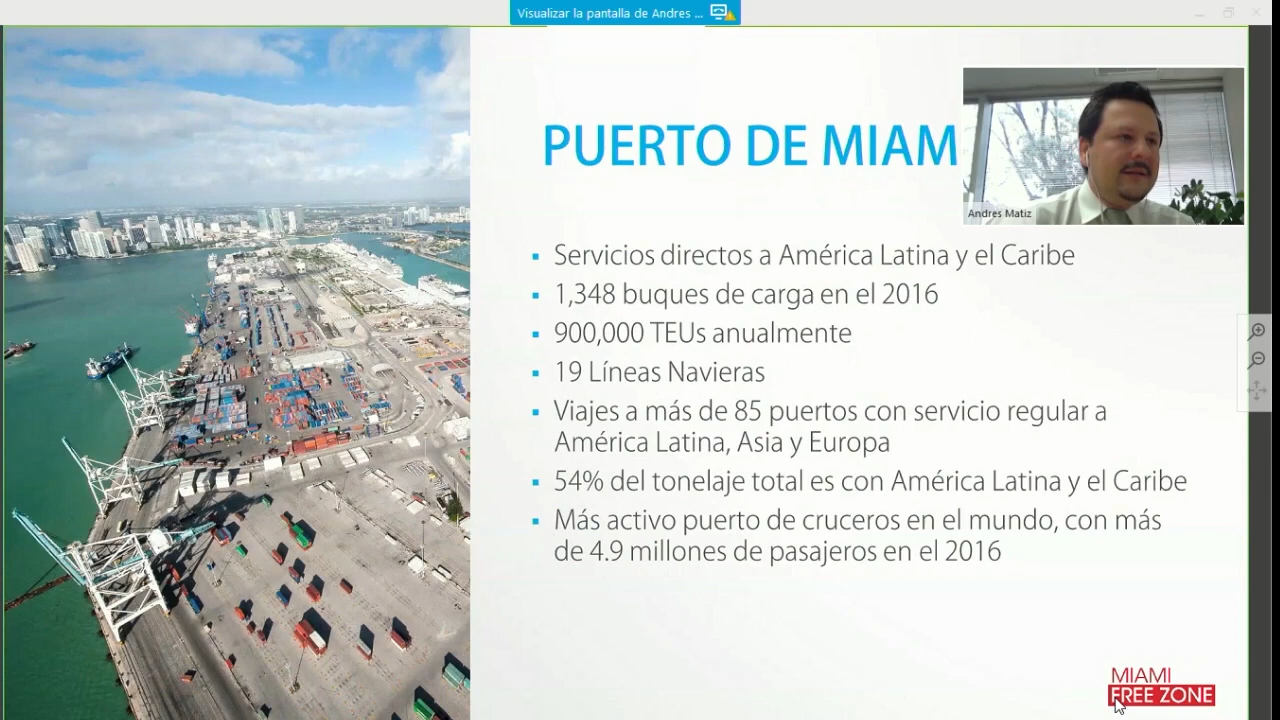 Visualizar la pantalla de Andres ...
PUERTO DE MIAM
Andres Matiz
▪ Servicios directos a América Latina y el Caribe
▪ 1,348 buques de carga en el 2016
▪ 900,000 TEUs anualmente
▪ 19 Líneas Navieras
▪ Viajes a más de 85 puertos con servicio regular a
América Latina, Asia y Europa
▪ 54% del tonelaje total es con América Latina y el Caribe
▪ Más activo puerto de cruceros en el mundo, con más
de 4.9 millones de pasajeros en el 2016
MIAMI
FREE ZONE